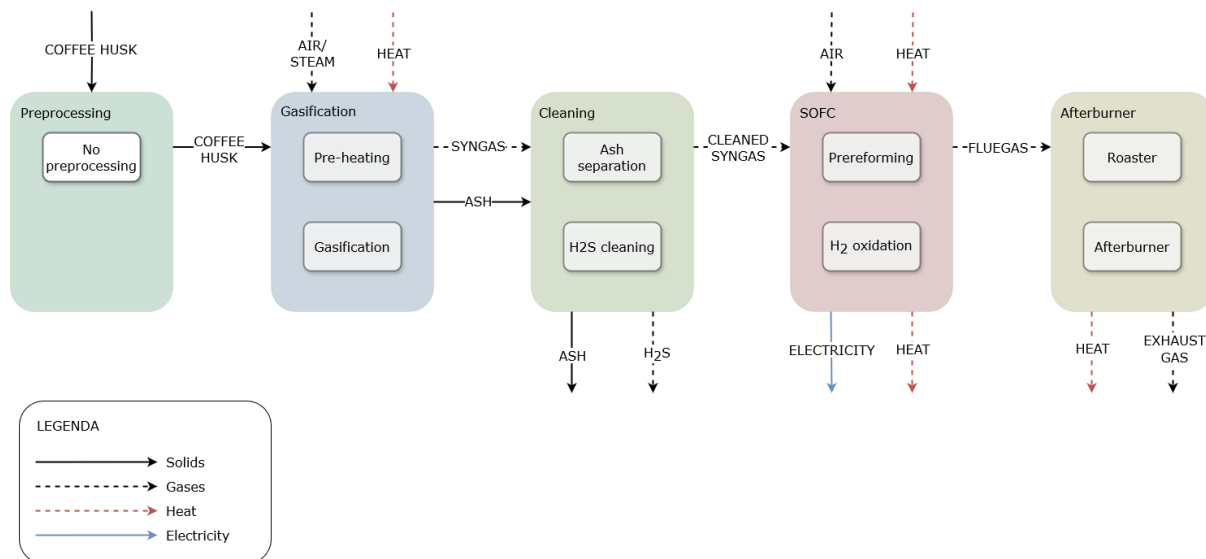 COFFEE HUSK
AIR/
STEAM
HEAT
AIR
HEAT
Preprocessing
No
preprocessing
COFFEE
HUSK
Gasification
Pre-heating
Gasification
SYNGAS
ASH
Cleaning
Ash
separation
H2S cleaning
CLEANED
SYNGAS
SOFC
Prereforming
H₂ oxidation
FLUEGAS
Afterburner
Roaster
Afterburner
ASH
H₂S
ELECTRICITY
HEAT
HEAT
EXHAUST
GAS
LEGENDA
Solids
Gases
Heat
Electricity